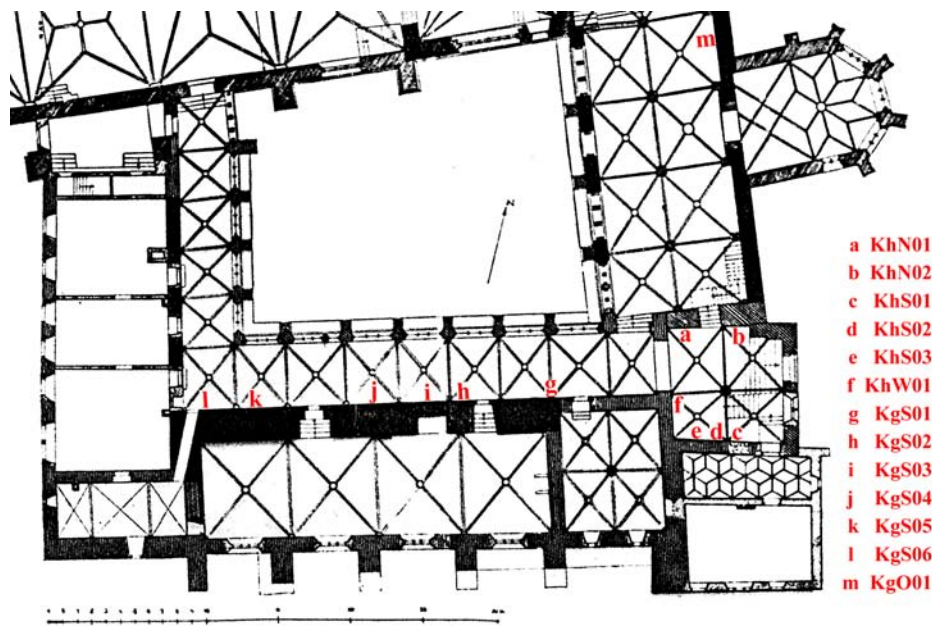 m
N
a KhN01
b KhN02
c KhS01
d KhS02
e KhS03
f KhW01
g KgS01
h KgS02
i KgS03
j KgS04
k KgS05
l KgS06
m KgO01
a b
l k j i h g f
e d c